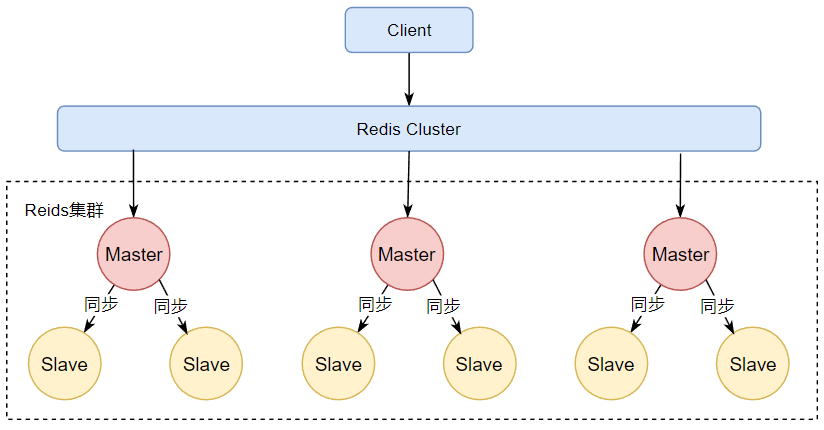 Client
Redis Cluster
Reids集群
Master
Master
Master
同步
同步
同步
同步
同步
同步
Slave
Slave
Slave
Slave
Slave
Slave